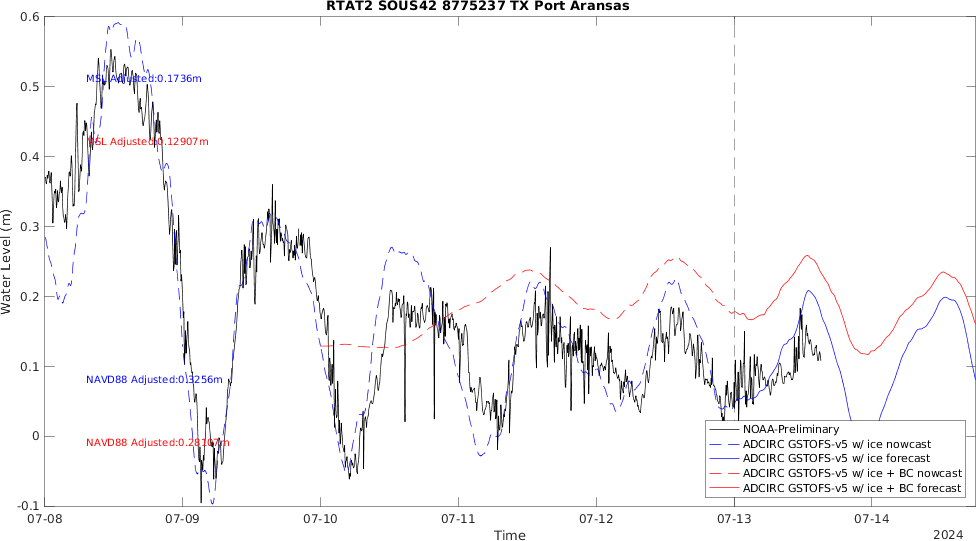 RTAT2 SOUS42 8775237 TX Port Aransas
0.6
0.5
0.4
0.3
0.2
0.1
0
-0.1
Water Level (m)
MSL Adjusted:0.1736m
MSL Adjusted:0.12907m
NAVD88 Adjusted:0.3256m
NAVD88 Adjusted:0.28107m
NOAA-Preliminary
ADCIRC GSTOFS-v5 w/ ice nowcast
ADCIRC GSTOFS-v5 w/ ice forecast
ADCIRC GSTOFS-v5 w/ ice + BC nowcast
ADCIRC GSTOFS-v5 w/ ice + BC forecast
07-08 07-09 07-10 07-11 07-12 07-13 07-14
Time
2024